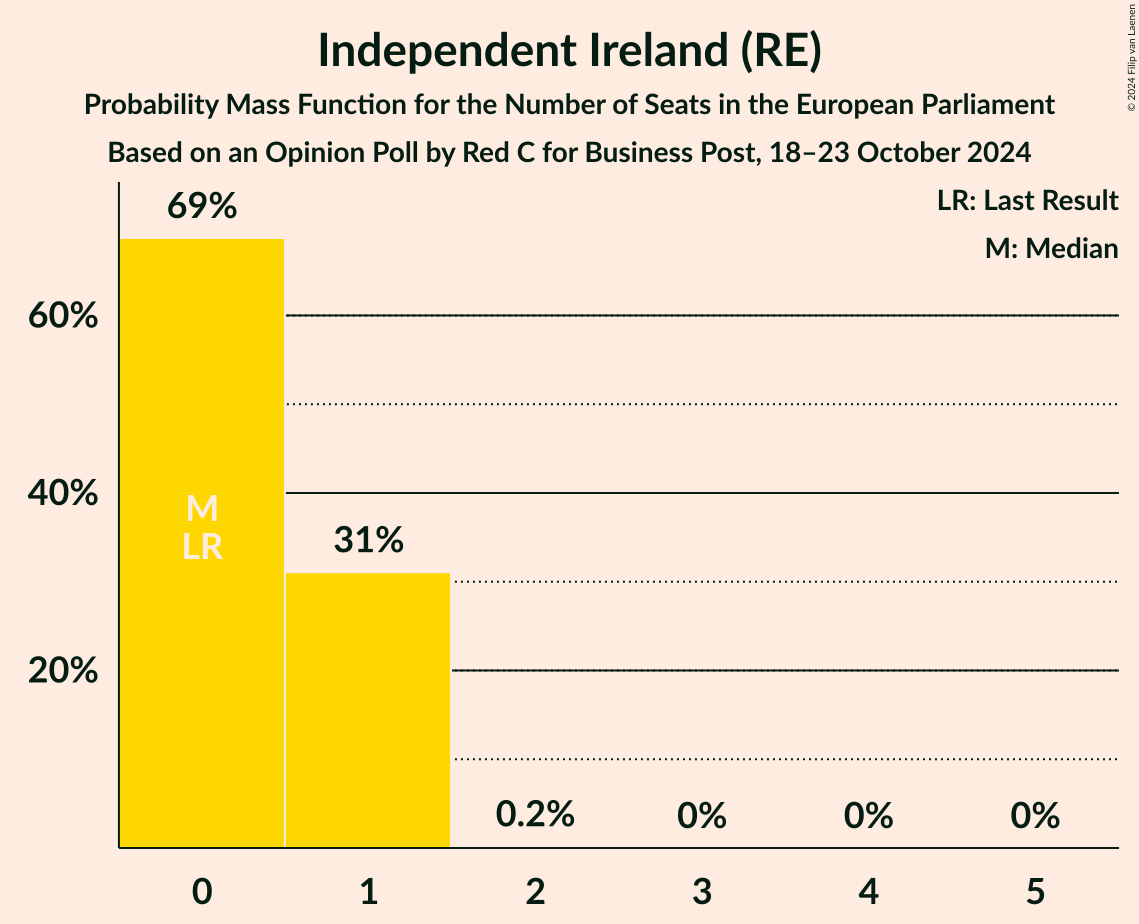 Independent Ireland (RE)
Probability Mass Function for the Number of Seats in the European Parliament
Based on an Opinion Poll by Red C for Business Post, 18–23 October 2024
© 2024 Filip van Laenen
LR: Last Result
M: Median
69%
60%
40%
20%
M
LR
31%
0.2%
0%
0%
0%
0
1
2
3
4
5